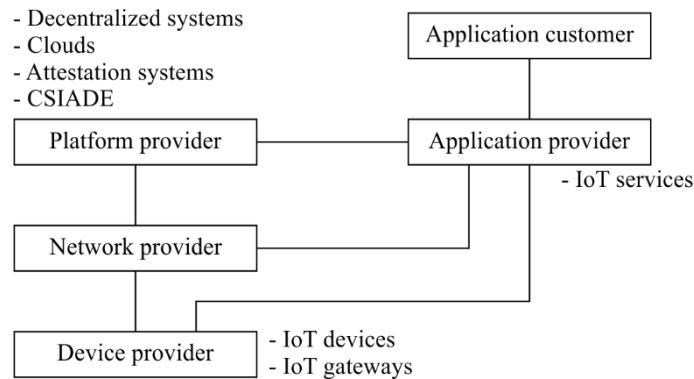 - Decentralized systems
- Clouds
- Attestation systems
- CSIADE
Application customer
Platform provider
Application provider
- IoT services
Network provider
Device provider
- IoT devices
- IoT gateways